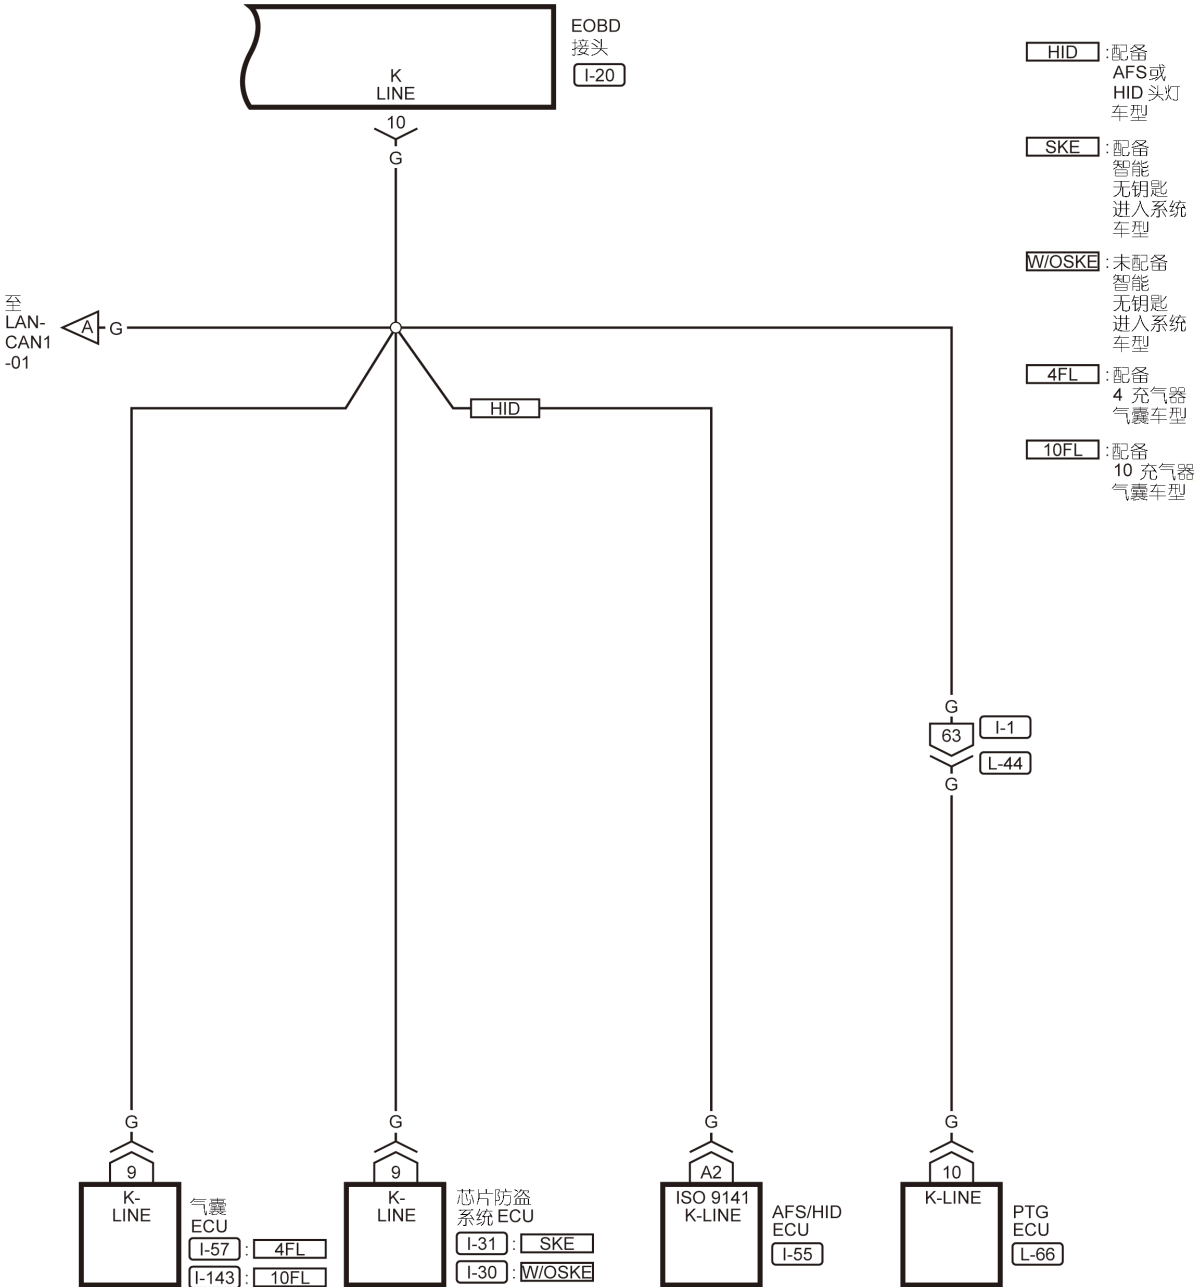 EOBD
接头
I-20
K
LINE
10
G
HID
:配备
AFS或
HID 头灯
车型
SKE
:配备
智能
无钥匙
进入系统
车型
W/OSKE
:未配备
智能
无钥匙
进入系统
车型
4FL
:配备
4 充气器
气囊车型
10FL
:配备
10 充气器
气囊车型
至
LAN-
CAN1
-01
A
G
HID
G
63
I-1
L-44
G
G
9
K-
LINE
气囊
ECU
I-57 : 4FL
I-143 : 10FL
G
9
K-
LINE
芯片防盗
系统 ECU
I-31 : SKE
I-30 : W/OSKE
G
A2
ISO 9141
K-LINE
AFS/HID
ECU
I-55
G
10
K-LINE
PTG
ECU
L-66